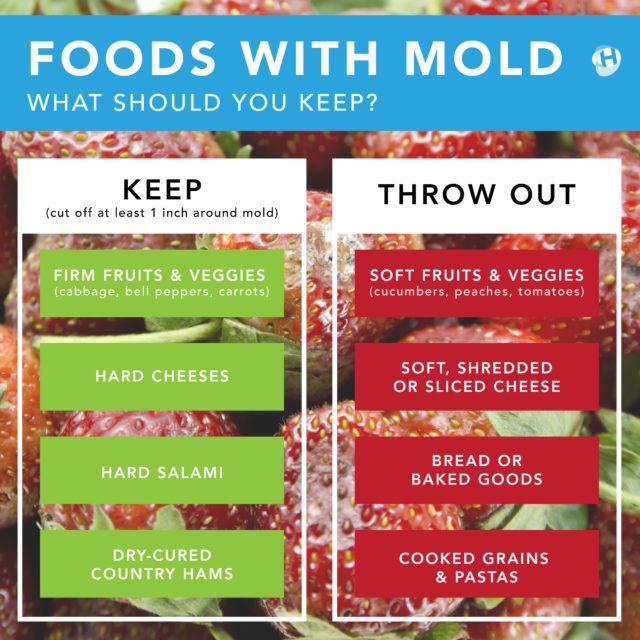 FOODS WITH MOLD
H
WHAT SHOULD YOU KEEP?
KEEP
(cut off at least 1 inch around mold)
FIRM FRUITS & VEGGIES
(cabbage, bell peppers, carrots)
HARD CHEESES
HARD SALAMI
DRY-CURED
COUNTRY HAMS
THROW OUT
SOFT FRUITS & VEGGIES
(cucumbers, peaches, tomatoes)
SOFT, SHREDDED
OR SLICED CHEESE
BREAD OR
BAKED GOODS
COOKED GRAINS
& PASTAS